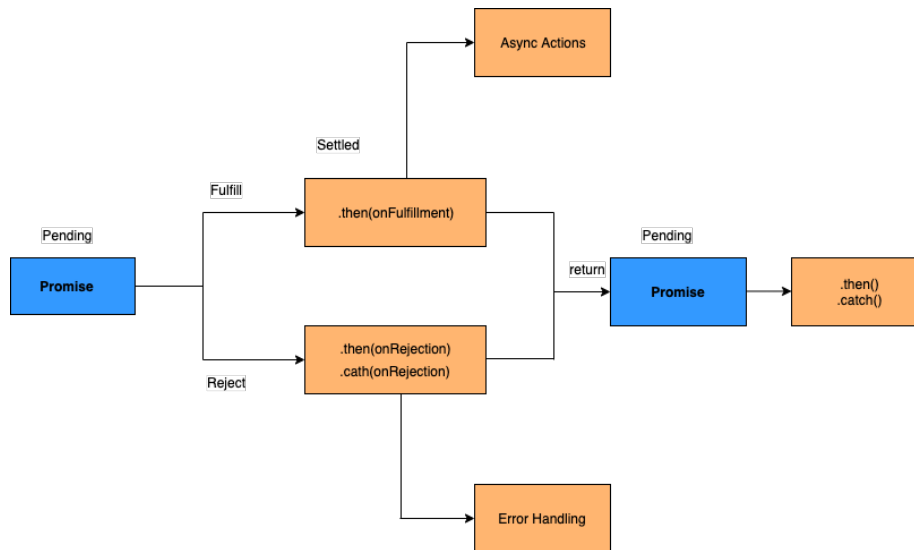 Async Actions
Settled
Fulfill
.then(onFulfillment)
Pending
Promise
Reject
.then(onRejection)
.cath(onRejection)
return
Pending
Promise
.then()
.catch()
Error Handling